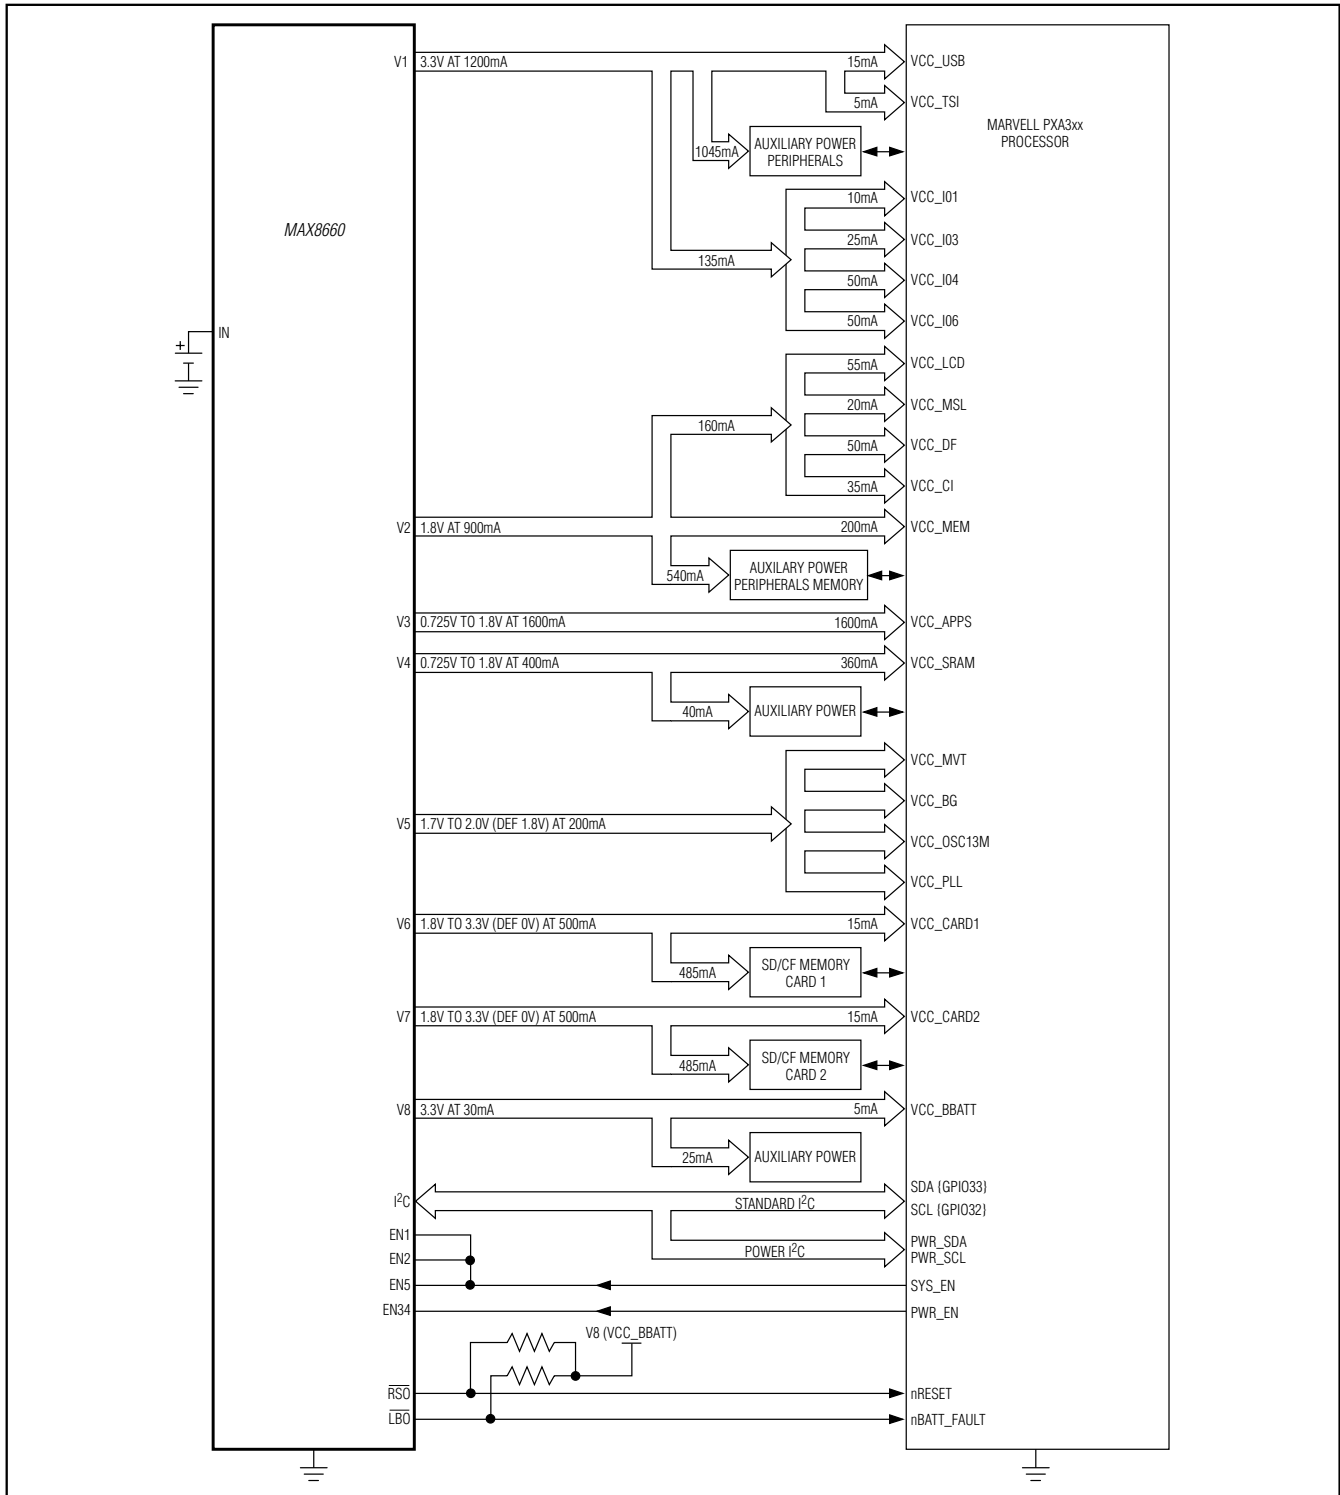 V1 3.3V AT 1200mA 15mA VCC_USB
5mA VCC_TSI
MARVELL PXA3xx
PROCESSOR
1045mA AUXILIARY POWER
PERIPHERALS
10mA VCC_I01
MAX8660
25mA VCC_I03
135mA
50mA VCC_I04
50mA VCC_I06
IN
+
55mA VCC_LCD
20mA VCC_MSL
160mA
50mA VCC_DF
35mA VCC_CI
V2 1.8V AT 900mA 200mA VCC_MEM
540mA AUXILARY POWER
PERIPHERALS MEMORY
V3 0.725V TO 1.8V AT 1600mA 1600mA VCC_APPS
V4 0.725V TO 1.8V AT 400mA 360mA VCC_SRAM
40mA AUXILIARY POWER
VCC_MVT
VCC_BG
V5 1.7V TO 2.0V (DEF 1.8V) AT 200mA
VCC_OSC13M
VCC_PLL
V6 1.8V TO 3.3V (DEF 0V) AT 500mA 15mA VCC_CARD1
485mA SD/CF MEMORY
CARD 1
V7 1.8V TO 3.3V (DEF 0V) AT 500mA 15mA VCC_CARD2
485mA SD/CF MEMORY
CARD 2
V8 3.3V AT 30mA 5mA VCC_BBATT
25mA AUXILIARY POWER
I²C STANDARD I²C SDA {GPIO33}
SCL {GPIO32}
EN1
POWER I²C PWR_SDA
PWR_SCL
EN2
EN5 SYS_EN
EN34 PWR_EN
V8 (VCC_BBATT)
RSO nRESET
LBO nBATT_FAULT